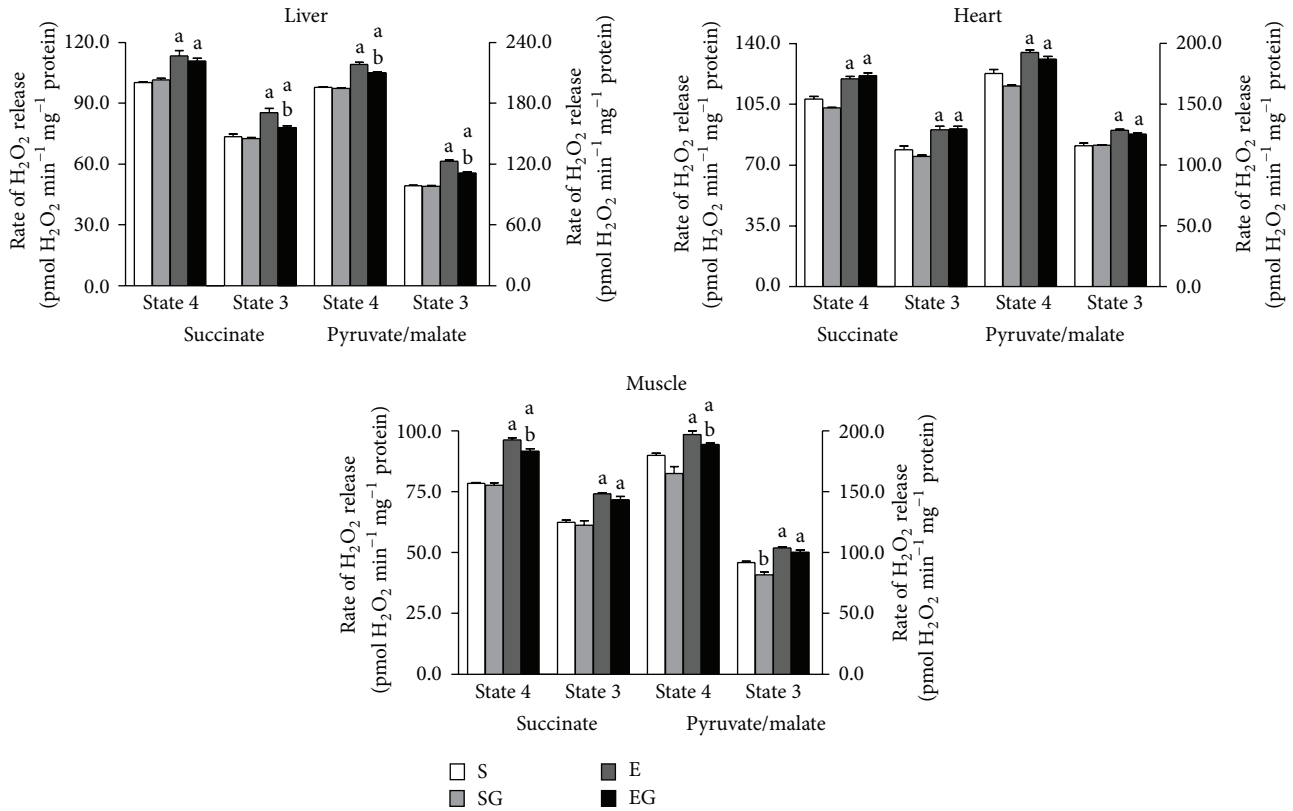 Liver
Rate of H₂O₂ release
(pmol H₂O₂ min⁻¹ mg⁻¹ protein)
120.0
90.0
60.0
30.0
0.0
a a a a b a a b a a b
State 4 State 3 State 4 State 3
Succinate Pyruvate/malate
240.0
180.0
120.0
60.0
0.0
Rate of H₂O₂ release
(pmol H₂O₂ min⁻¹ mg⁻¹ protein)
Heart
Rate of H₂O₂ release
(pmol H₂O₂ min⁻¹ mg⁻¹ protein)
140.0
105.0
70.0
35.0
0.0
a a a a a a a a
State 4 State 3 State 4 State 3
Succinate Pyruvate/malate
200.0
150.0
100.0
50.0
0.0
Rate of H₂O₂ release
(pmol H₂O₂ min⁻¹ mg⁻¹ protein)
Muscle
Rate of H₂O₂ release
(pmol H₂O₂ min⁻¹ mg⁻¹ protein)
100.0
75.0
50.0
25.0
0.0
a a b a a a a b b a a
State 4 State 3 State 4 State 3
Succinate Pyruvate/malate
200.0
150.0
100.0
50.0
0.0
Rate of H₂O₂ release
(pmol H₂O₂ min⁻¹ mg⁻¹ protein)
S E
SG EG